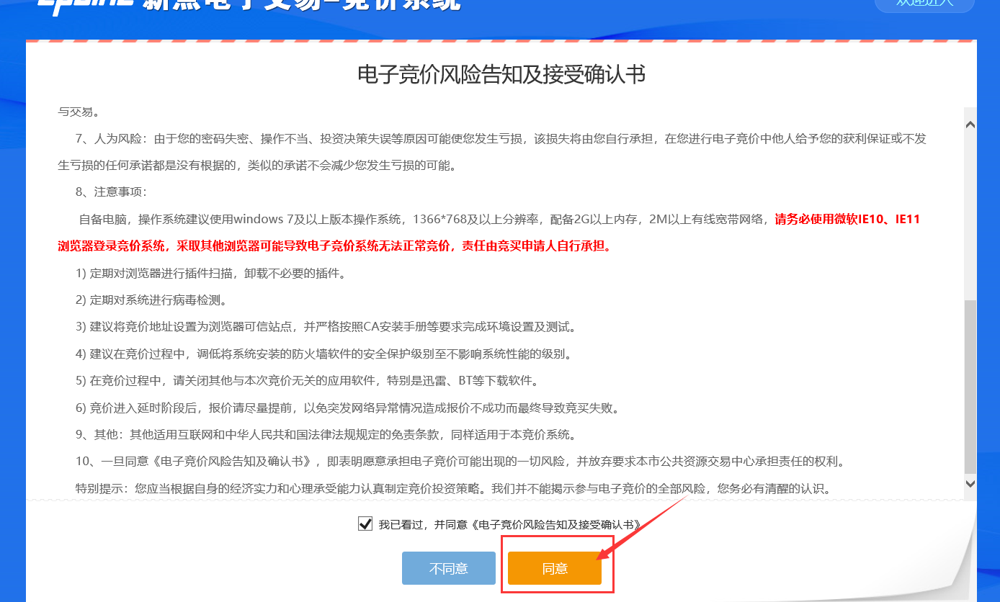 Epoint 新点电子交易-竞价系统
欢迎进入
电子竞价风险告知及接受确认书
与交易。
7、人为风险：由于您的密码失密、操作不当、投资决策失误等原因可能使您发生亏损，该损失将由您自行承担，在您进行电子竞价中他人给予您的获利保证或不发
生亏损的任何承诺都是没有根据的，类似的承诺不会减少您发生亏损的可能。
8、注意事项：
自备电脑，操作系统建议使用windows 7及以上版本操作系统，1366*768及以上分辨率，配备2G以上内存，2M以上有线宽带网络，请务必使用微软IE10、IE11
浏览器登录竞价系统，采取其他浏览器可能导致电子竞价系统无法正常竞价，责任由竞买申请人自行承担。
1) 定期对浏览器进行插件扫描，卸载不必要的插件。
2) 定期对系统进行病毒检测。
3) 建议将竞价地址设置为浏览器可信站点，并严格按照CA安装手册等要求完成环境设置及测试。
4) 建议在竞价过程中，调低将系统安装的防火墙软件的安全保护级别至不影响系统性能的级别。
5) 在竞价过程中，请关闭其他与本次竞价无关的应用软件，特别是迅雷、BT等下载软件。
6) 竞价进入延时阶段后，报价请尽量提前，以免突发网络异常情况造成报价不成功而最终导致竞买失败。
9、其他：其他适用互联网和中华人民共和国法律法规规定的免责条款，同样适用于本竞价系统。
10、一旦同意《电子竞价风险告知及确认书》，即表明愿意承担电子竞价可能出现的一切风险，并放弃要求本市公共资源交易中心承担责任的权利。
特别提示：您应当根据自身的经济实力和心理承受能力认真制定竞价投资策略。我们并不能揭示参与电子竞价的全部风险，您务必有清醒的认识。
我已看过，并同意《电子竞价风险告知及接受确认书》
不同意
同意